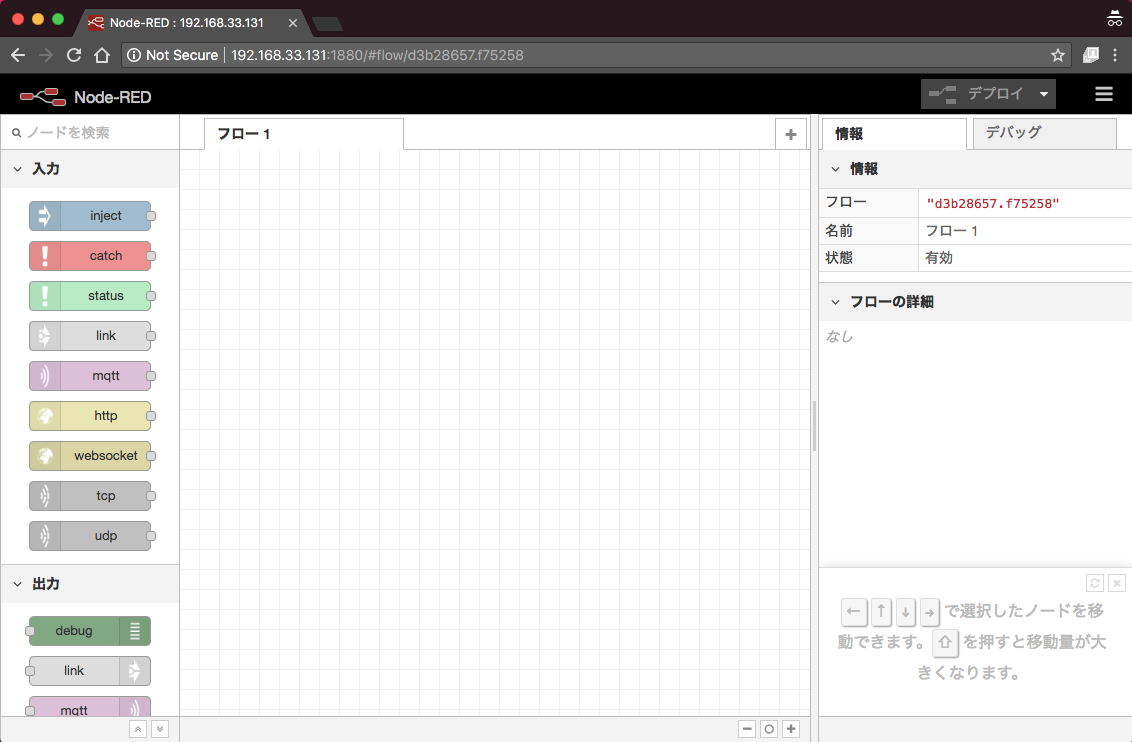 Node-RED : 192.168.33.131
Not Secure 192.168.33.131:1880/#flow/d3b28657.f75258
Node-RED
デプロイ
ノードを検索
入力
inject
catch
status
link
mqtt
http
websocket
tcp
udp
出力
debug
link
mqtt
フロー 1
情報
デバッグ
情報
フロー "d3b28657.f75258"
名前 フロー 1
状態 有効
フローの詳細
なし
← ↑ ↓ → で選択したノードを移
動できます。⇧ を押すと移動量が大
きくなります。